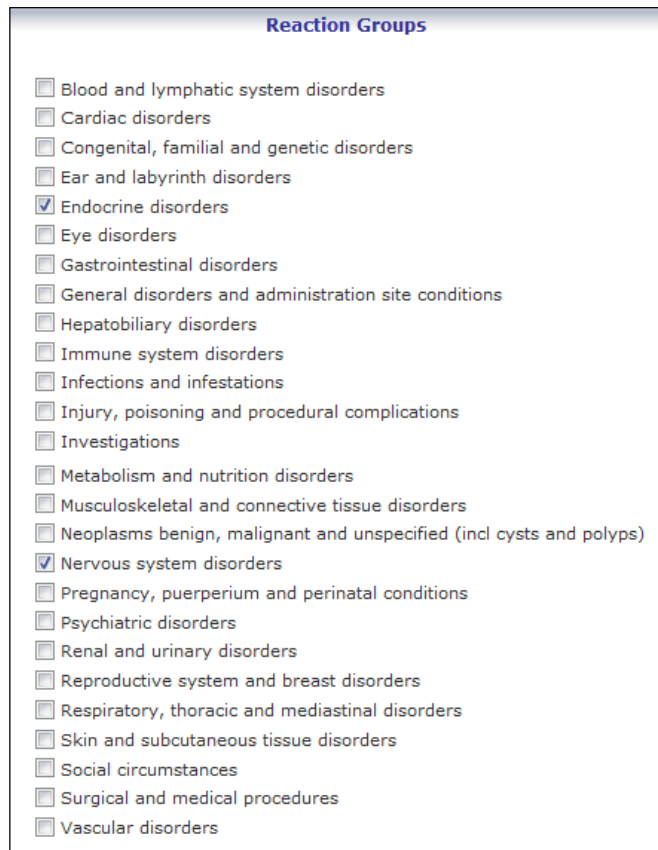 Reaction Groups
Blood and lymphatic system disorders
Cardiac disorders
Congenital, familial and genetic disorders
Ear and labyrinth disorders
Endocrine disorders
Eye disorders
Gastrointestinal disorders
General disorders and administration site conditions
Hepatobiliary disorders
Immune system disorders
Infections and infestations
Injury, poisoning and procedural complications
Investigations
Metabolism and nutrition disorders
Musculoskeletal and connective tissue disorders
Neoplasms benign, malignant and unspecified (incl cysts and polyps)
Nervous system disorders
Pregnancy, puerperium and perinatal conditions
Psychiatric disorders
Renal and urinary disorders
Reproductive system and breast disorders
Respiratory, thoracic and mediastinal disorders
Skin and subcutaneous tissue disorders
Social circumstances
Surgical and medical procedures
Vascular disorders